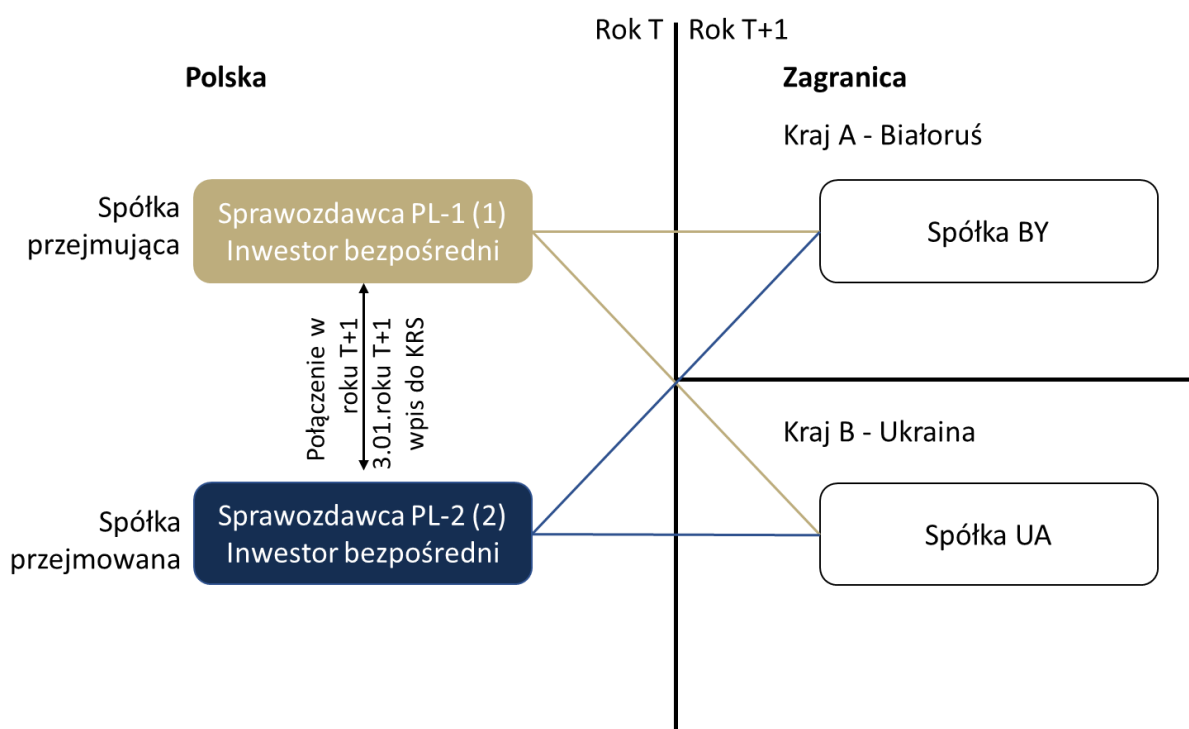 Rok T
Rok T+1
Polska
Zagranica
Kraj A - Białoruś
Spółka
przejmująca
Sprawozdawca PL-1 (1)
Inwestor bezpośredni
Spółka BY
Połączenie w
roku T+1
3.01.roku T+1
wpis do KRS
Kraj B - Ukraina
Spółka
przejmowana
Sprawozdawca PL-2 (2)
Inwestor bezpośredni
Spółka UA